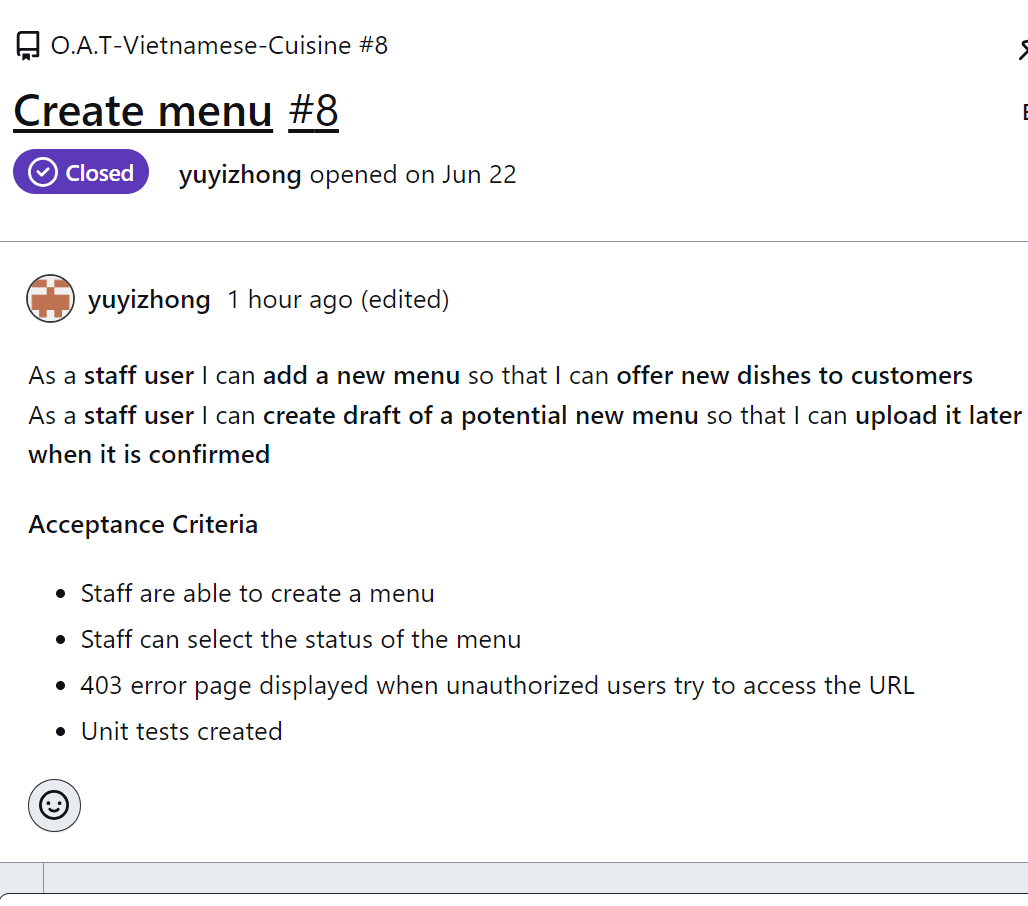 O.A.T-Vietnamese-Cuisine #8
Create menu #8
Closed
yuyizhong opened on Jun 22
yuyizhong 1 hour ago (edited)
As a staff user I can add a new menu so that I can offer new dishes to customers
As a staff user I can create draft of a potential new menu so that I can upload it later
when it is confirmed
Acceptance Criteria
• Staff are able to create a menu
• Staff can select the status of the menu
• 403 error page displayed when unauthorized users try to access the URL
• Unit tests created